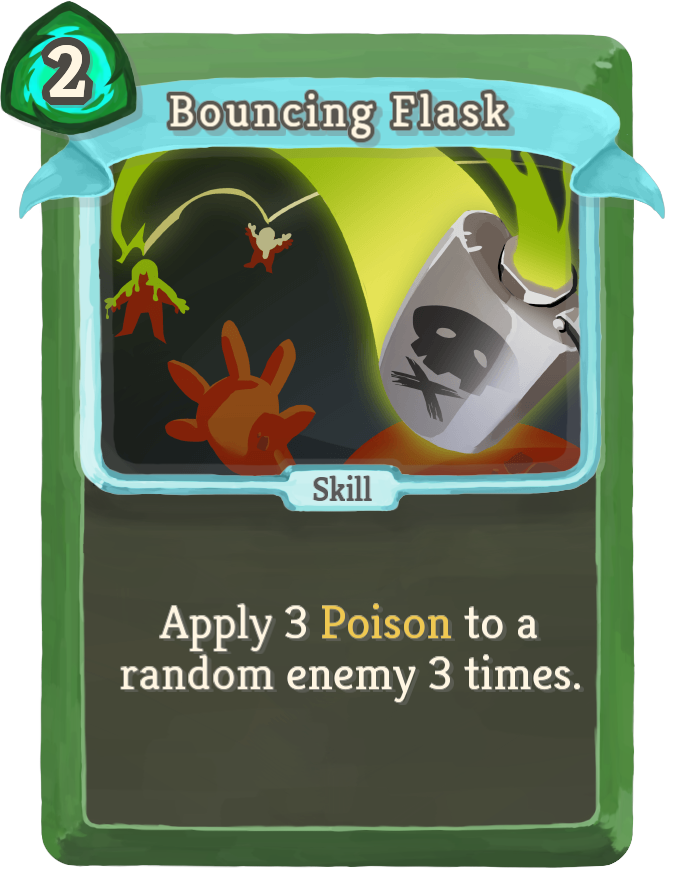 2
Bouncing Flask
Skill
Apply 3 Poison to a
random enemy 3 times.